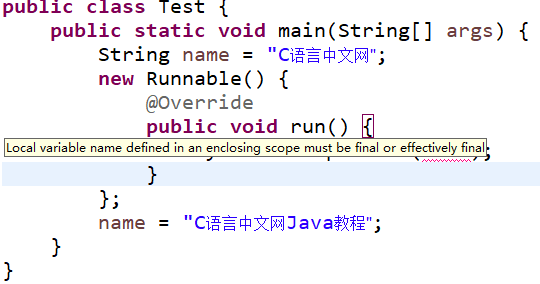 public class Test {
public static void main(String[] args) {
String name = "C语言中文网";
new Runnable() {
@Override
public void run() {
Local variable name defined in an enclosing scope must be final or effectively final
);
}
};
name = "C语言中文网Java教程";
}
}